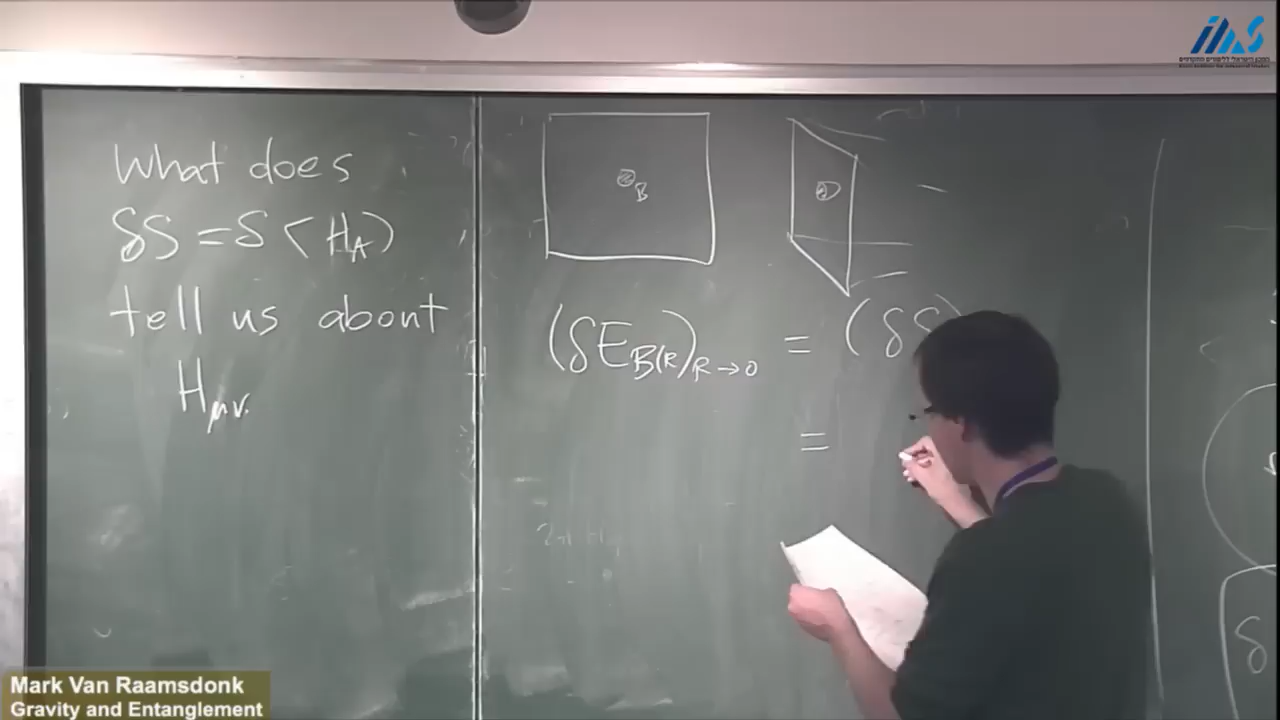 What does
δS = δ⟨H_A⟩
tell us about
H_μν.
B
(δE_B(R))_R→0 = (δS
=
δ
Mark Van Raamsdonk
Gravity and Entanglement